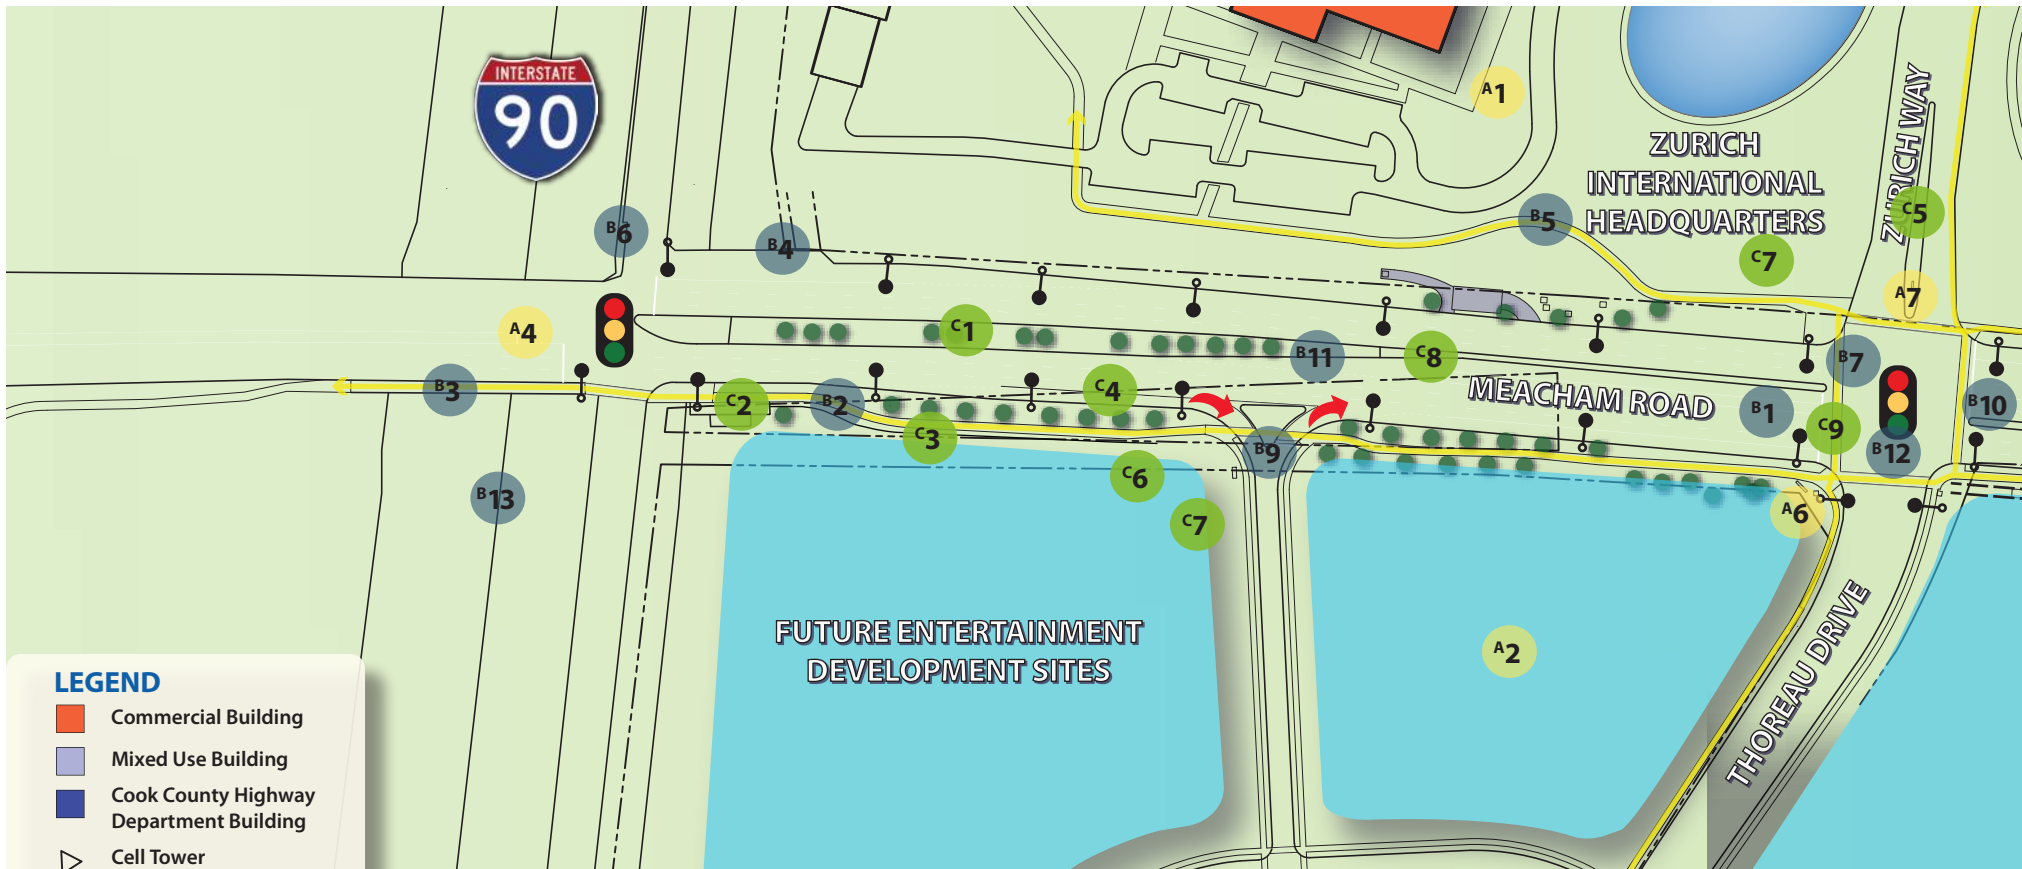 INTERSTATE
90
A1
ZURICH
INTERNATIONAL
HEADQUARTERS
ZURICH WAY
C5
B6
B4
B5
C7
A7
A4
C1
B11
C8
B7
B3
C2
B2
C4
MEACHAM ROAD
B1
C9
B10
C3
B9
B12
C6
B13
C7
A6
FUTURE ENTERTAINMENT
DEVELOPMENT SITES
A2
THOREAU DRIVE
LEGEND
Commercial Building
Mixed Use Building
Cook County Highway
Department Building
Cell Tower